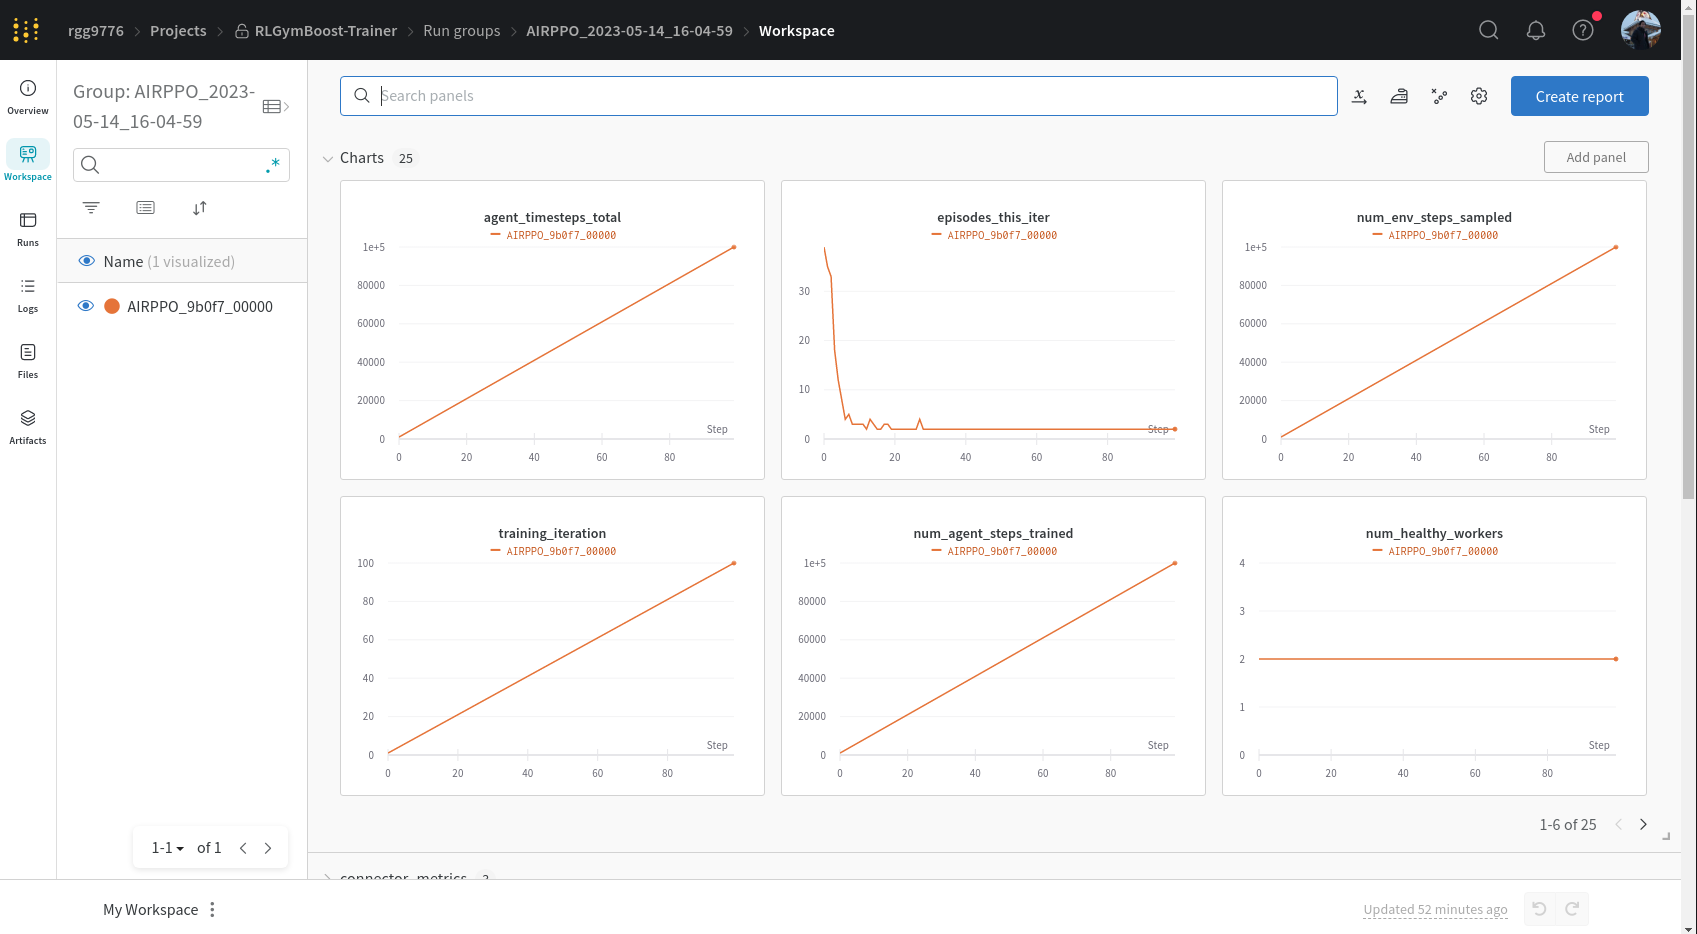 rgg9776 > Projects > RLGymBoost-Trainer > Run groups > AIRPPO_2023-05-14_16-04-59 > Workspace
Overview
Workspace
Runs
Logs
Files
Artifacts
Group: AIRPPO_2023-
05-14_16-04-59
.*
Name (1 visualized)
AIRPPO_9b0f7_00000
1-1 of 1
Search panels
Create report
Charts 25
Add panel
agent_timesteps_total
AIRPPO_9b0f7_00000
1e+5
80000
60000
40000
20000
0
Step
0 20 40 60 80
episodes_this_iter
AIRPPO_9b0f7_00000
30
20
10
0
Step
0 20 40 60 80
num_env_steps_sampled
AIRPPO_9b0f7_00000
1e+5
80000
60000
40000
20000
0
Step
0 20 40 60 80
training_iteration
AIRPPO_9b0f7_00000
100
80
60
40
20
0
Step
0 20 40 60 80
num_agent_steps_trained
AIRPPO_9b0f7_00000
1e+5
80000
60000
40000
20000
0
Step
0 20 40 60 80
num_healthy_workers
AIRPPO_9b0f7_00000
4
3
2
1
0
Step
0 20 40 60 80
1-6 of 25
connector_metrics
My Workspace
Updated 52 minutes ago